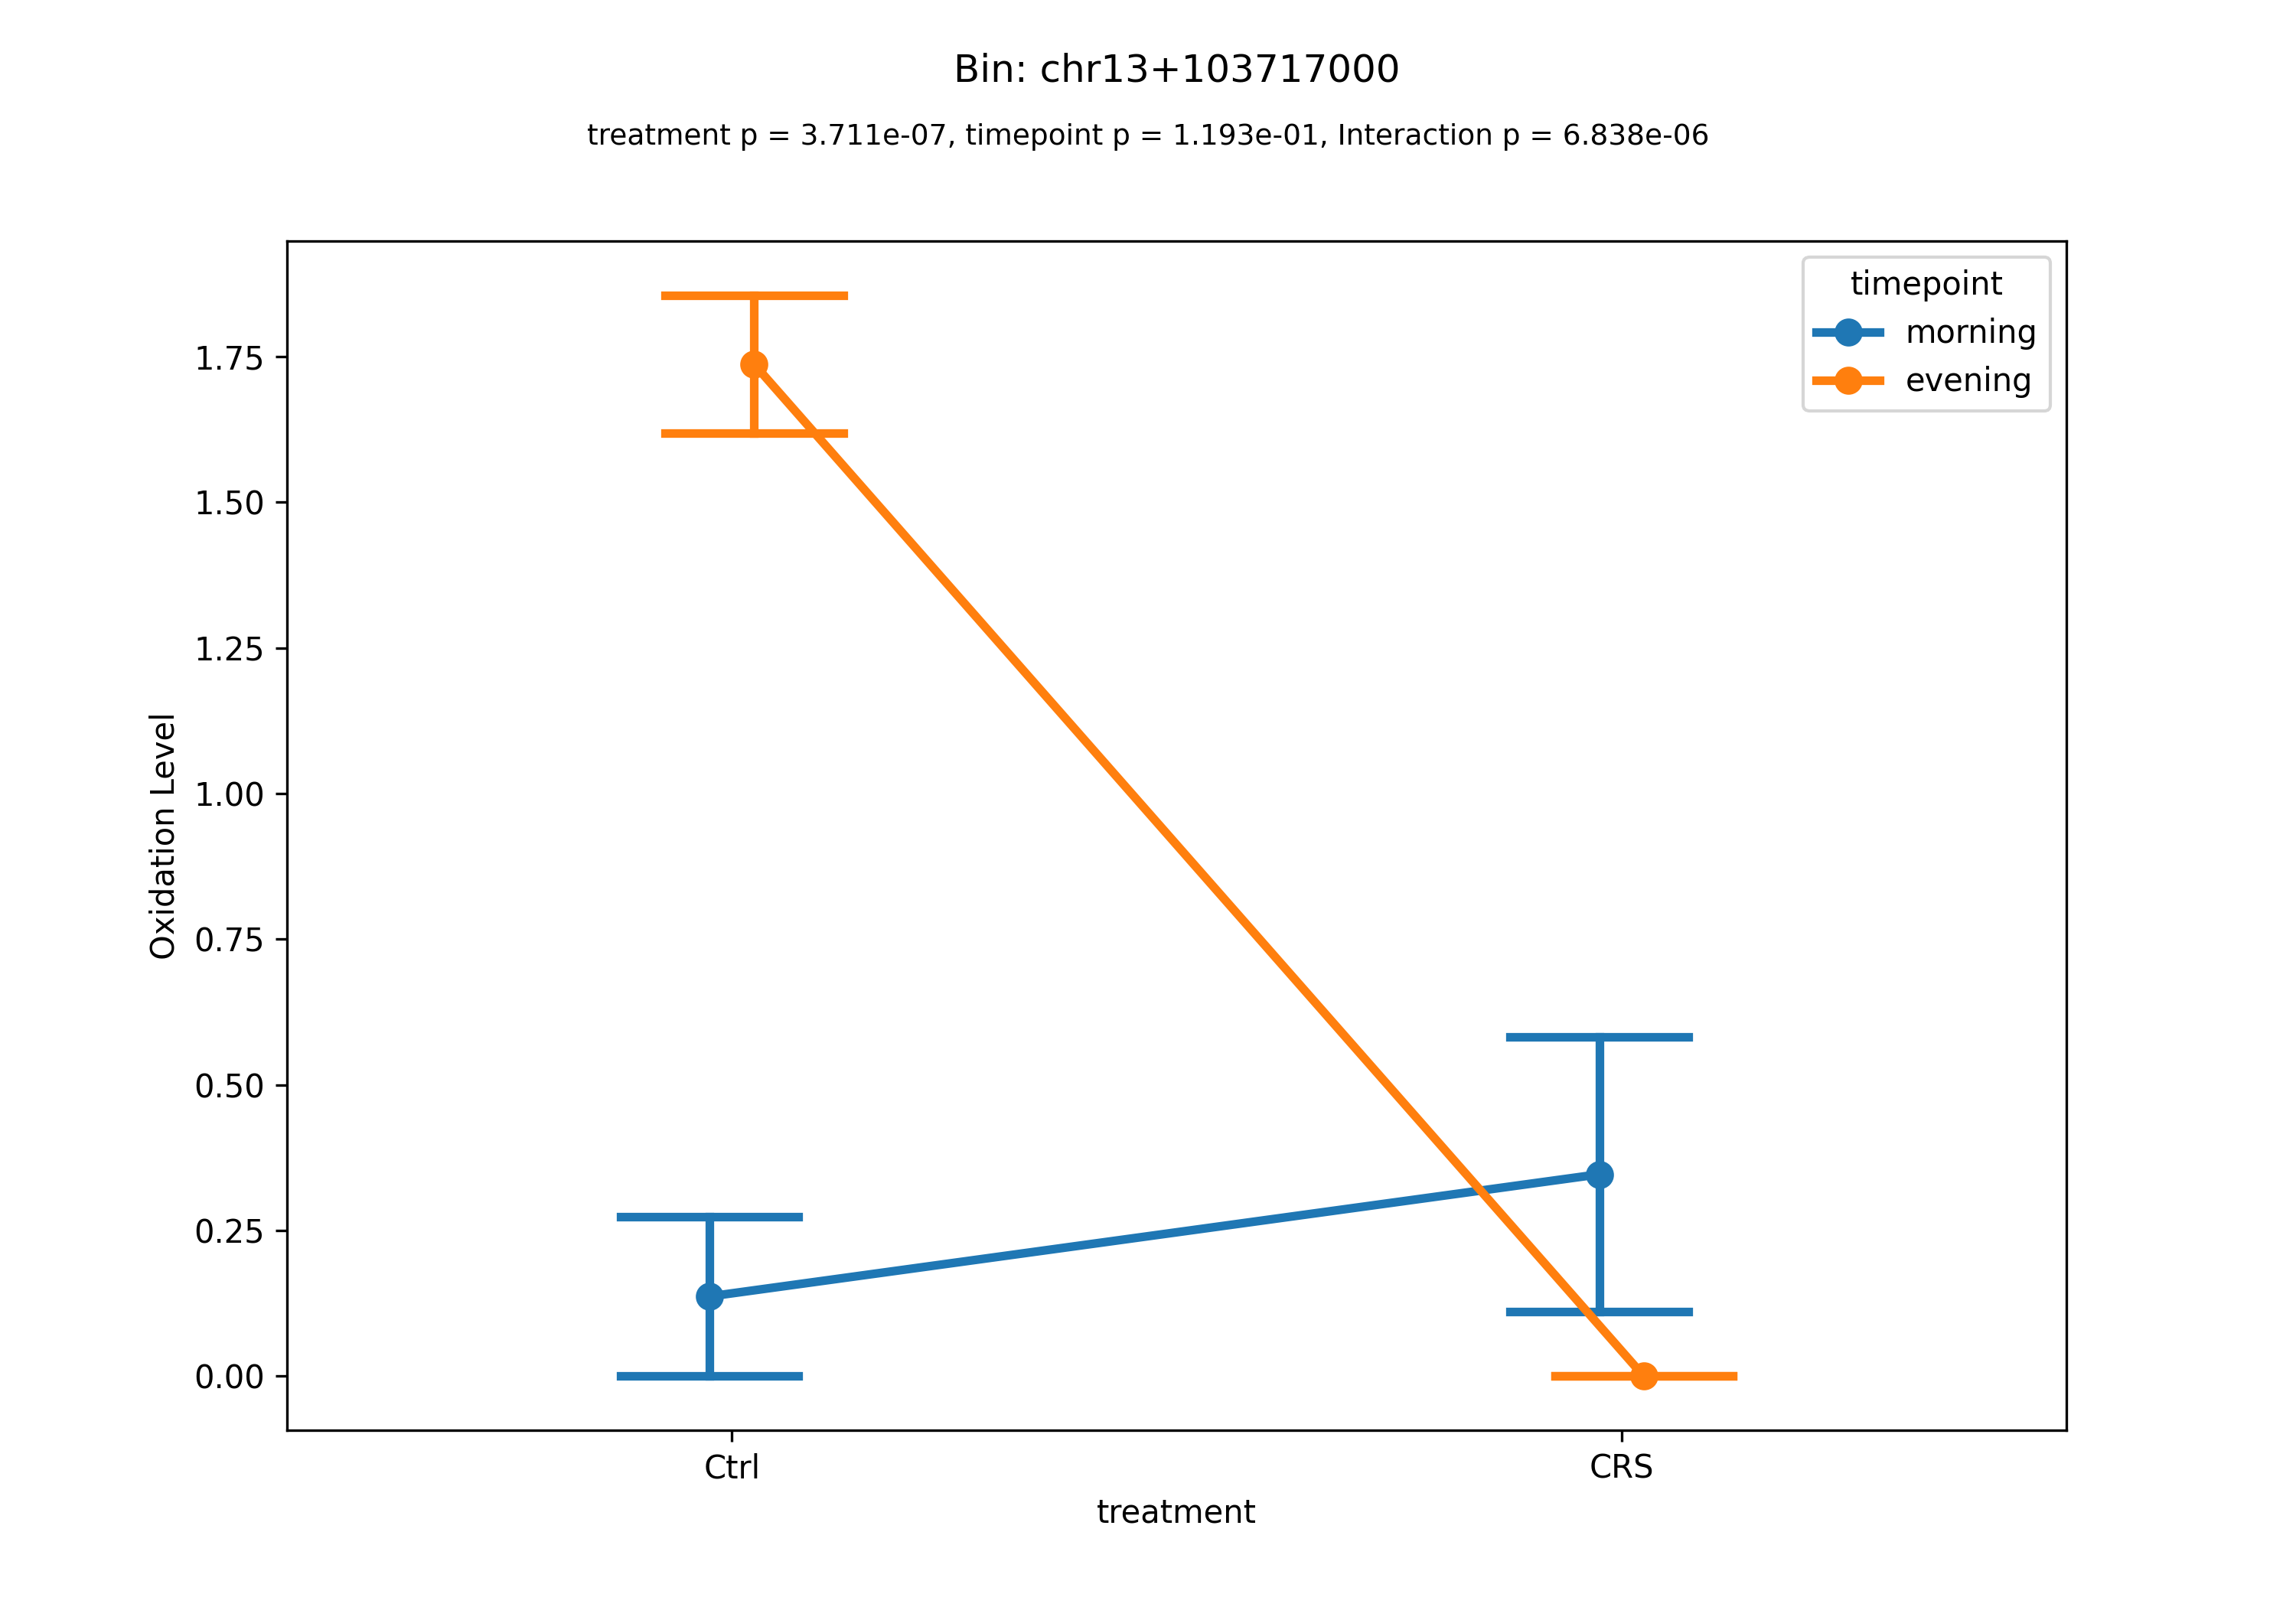 Bin: chr13+103717000
treatment p = 3.711e-07, timepoint p = 1.193e-01, Interaction p = 6.838e-06
timepoint
morning
evening
1.75
1.50
1.25
1.00
0.75
0.50
0.25
0.00
Oxidation Level
Ctrl
CRS
treatment